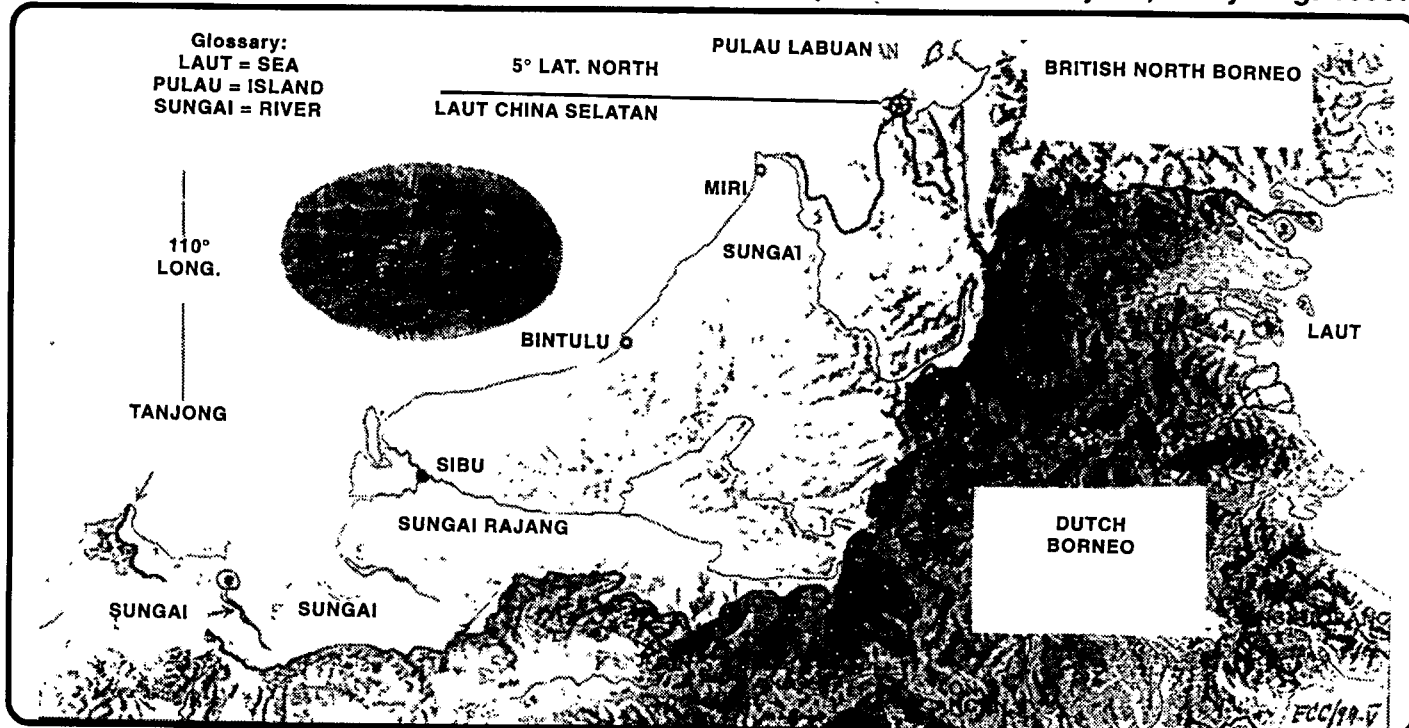 Glossary:
LAUT = SEA
PULAU = ISLAND
SUNGAI = RIVER
5° LAT. NORTH
LAUT CHINA SELATAN
PULAU LABUAN
BRITISH NORTH BORNEO
MIRI
110°
LONG.
SUNGAI
BINTULU
LAUT
TANJONG
SIBU
SUNGAI RAJANG
DUTCH
BORNEO
SUNGAI
SUNGAI